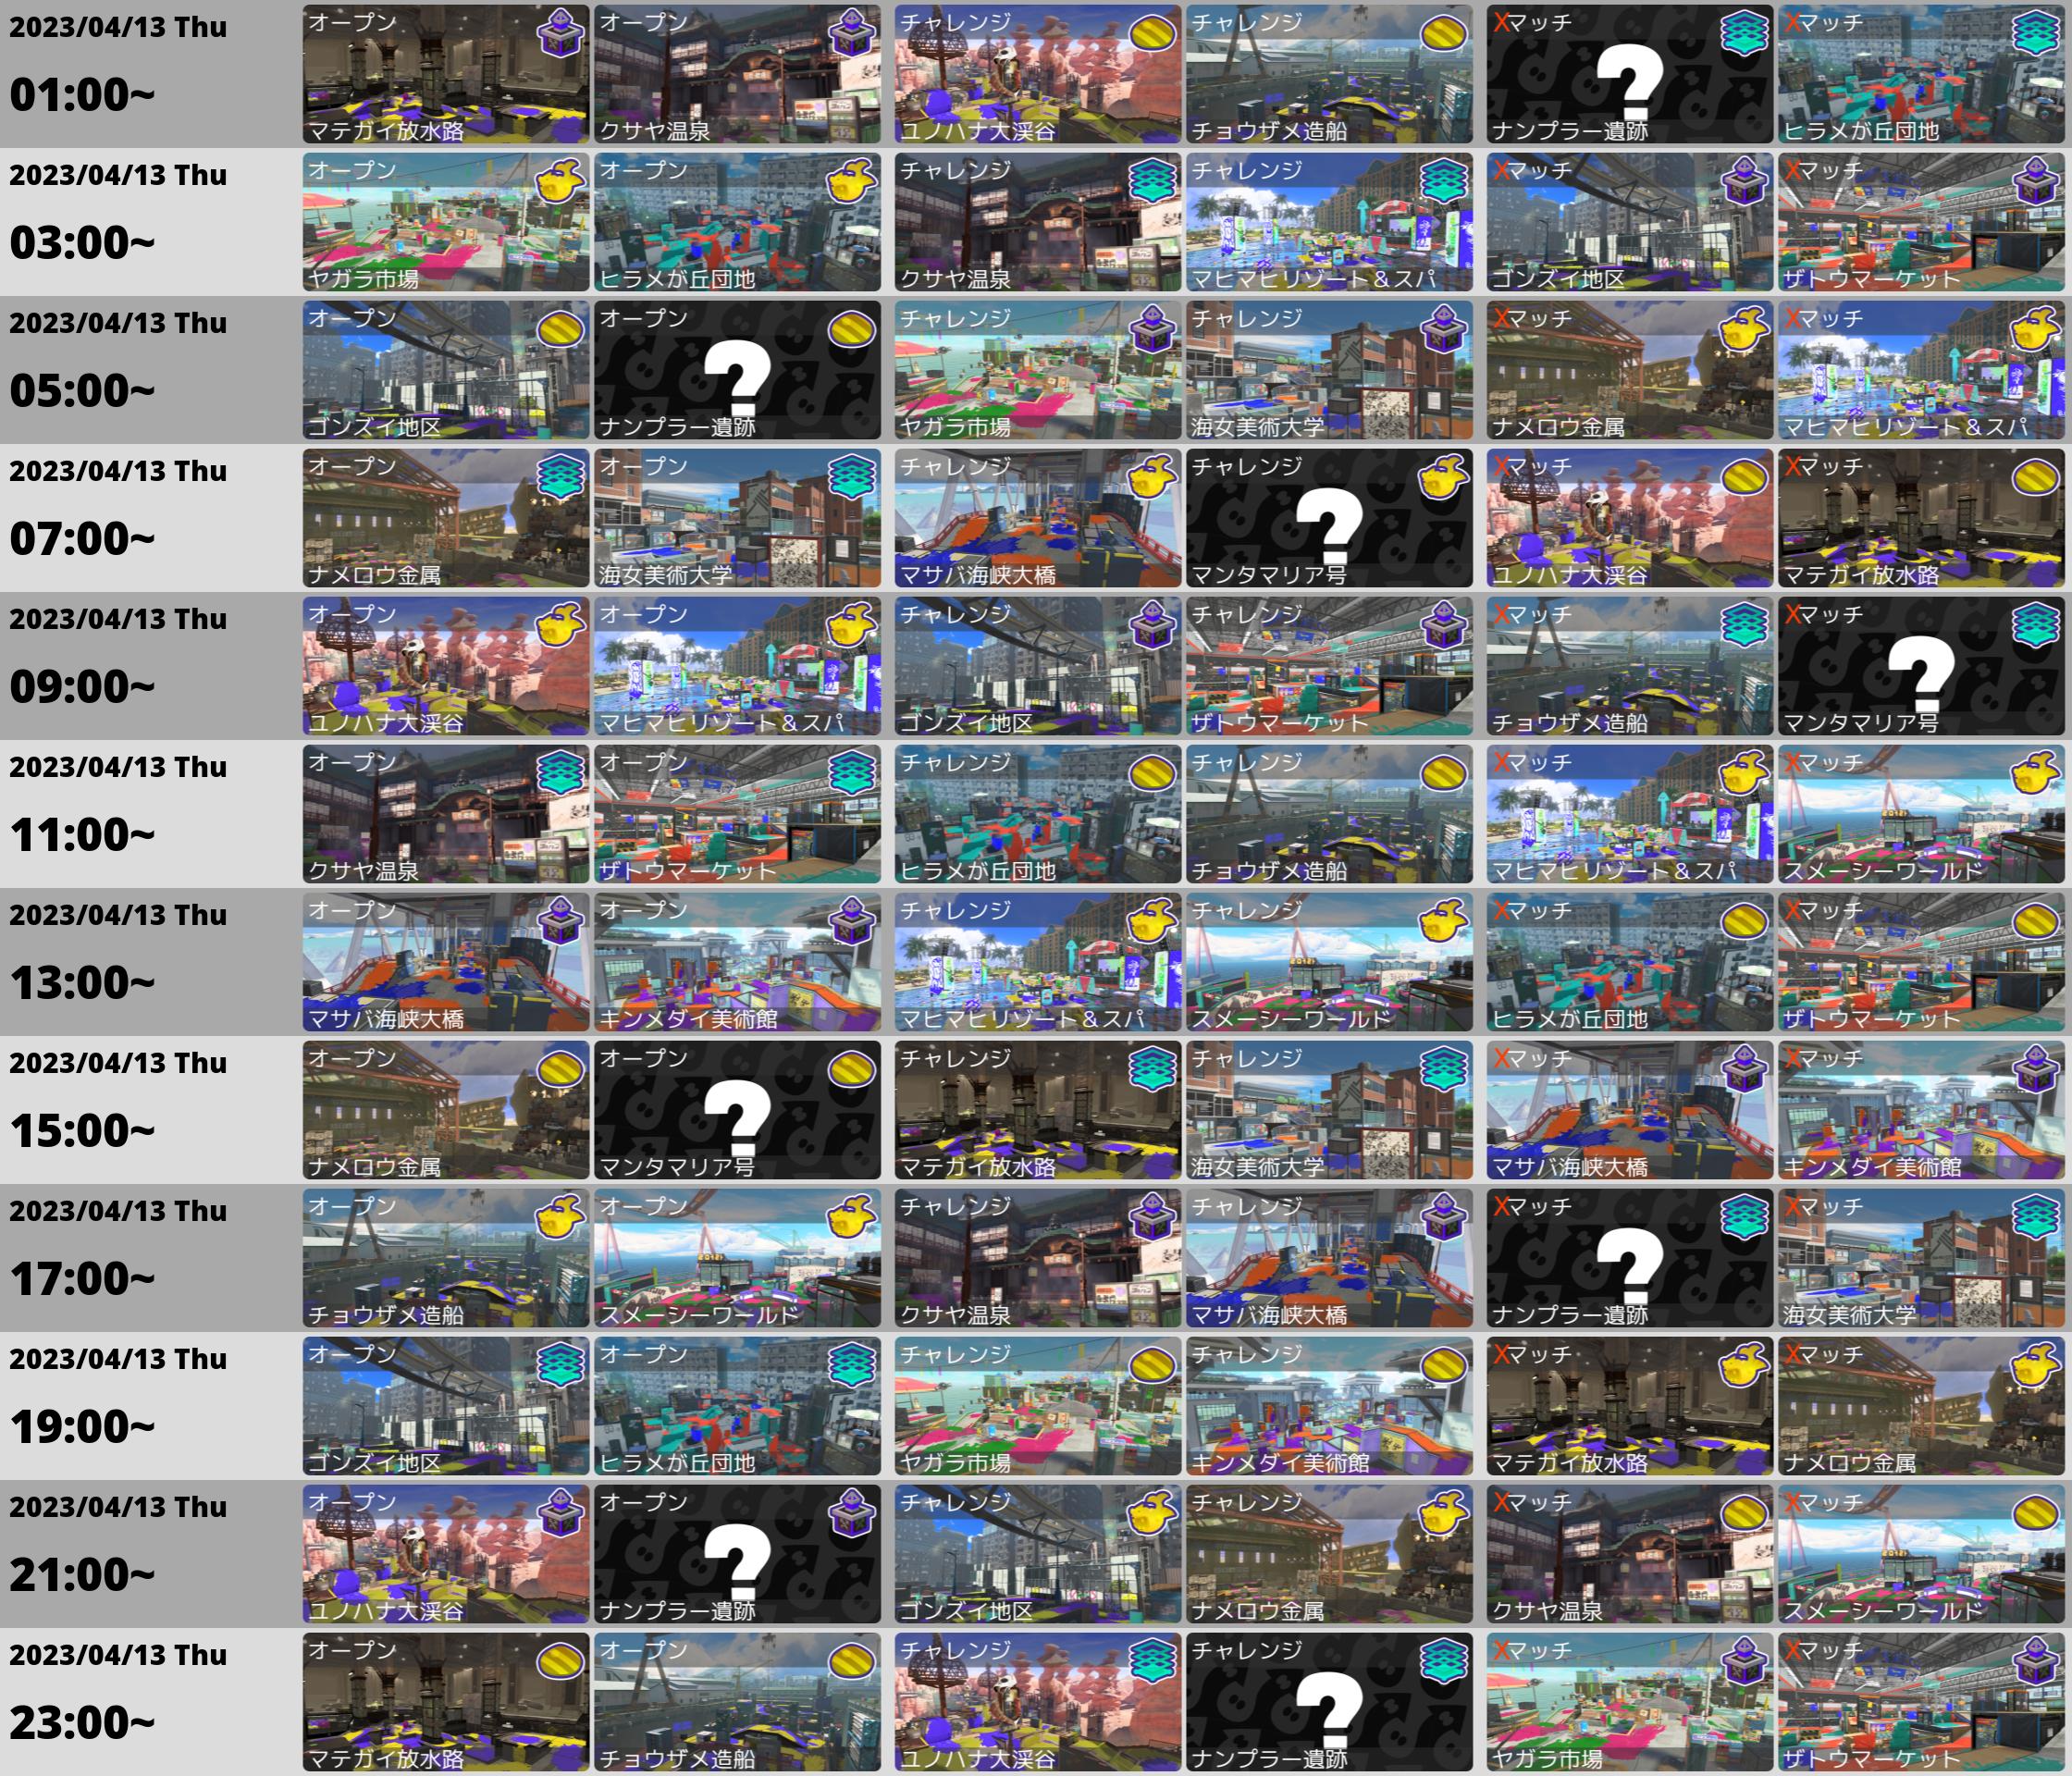 2023/04/13 Thu
01:00~
オープン マテガイ放水路
オープン クサヤ温泉
チャレンジ ユノハナ大渓谷
チャレンジ チョウザメ造船
Xマッチ ナンプラー遺跡
Xマッチ ヒラメが丘団地
2023/04/13 Thu
03:00~
オープン ヤガラ市場
オープン ヒラメが丘団地
チャレンジ クサヤ温泉
チャレンジ マヒマヒリゾート&スパ
Xマッチ ゴンズイ地区
Xマッチ ザトウマーケット
2023/04/13 Thu
05:00~
オープン ゴンズイ地区
オープン ナンプラー遺跡
チャレンジ ヤガラ市場
チャレンジ 海女美術大学
Xマッチ ナメロウ金属
Xマッチ マヒマヒリゾート&スパ
2023/04/13 Thu
07:00~
オープン ナメロウ金属
オープン 海女美術大学
チャレンジ マサバ海峡大橋
チャレンジ マンタマリア号
Xマッチ ユノハナ大渓谷
Xマッチ マテガイ放水路
2023/04/13 Thu
09:00~
オープン ユノハナ大渓谷
オープン マヒマヒリゾート&スパ
チャレンジ ゴンズイ地区
チャレンジ ザトウマーケット
Xマッチ チョウザメ造船
Xマッチ マンタマリア号
2023/04/13 Thu
11:00~
オープン クサヤ温泉
オープン ザトウマーケット
チャレンジ ヒラメが丘団地
チャレンジ チョウザメ造船
Xマッチ マヒマヒリゾート&スパ
Xマッチ スメーシーワールド
2023/04/13 Thu
13:00~
オープン マサバ海峡大橋
オープン キンメダイ美術館
チャレンジ マヒマヒリゾート&スパ
チャレンジ スメーシーワールド
Xマッチ ヒラメが丘団地
Xマッチ ザトウマーケット
2023/04/13 Thu
15:00~
オープン ナメロウ金属
オープン マンタマリア号
チャレンジ マテガイ放水路
チャレンジ 海女美術大学
Xマッチ マサバ海峡大橋
Xマッチ キンメダイ美術館
2023/04/13 Thu
17:00~
オープン チョウザメ造船
オープン スメーシーワールド
チャレンジ クサヤ温泉
チャレンジ マサバ海峡大橋
Xマッチ ナンプラー遺跡
Xマッチ 海女美術大学
2023/04/13 Thu
19:00~
オープン ゴンズイ地区
オープン ヒラメが丘団地
チャレンジ ヤガラ市場
チャレンジ キンメダイ美術館
Xマッチ マテガイ放水路
Xマッチ ナメロウ金属
2023/04/13 Thu
21:00~
オープン ユノハナ大渓谷
オープン ナンプラー遺跡
チャレンジ ゴンズイ地区
チャレンジ ナメロウ金属
Xマッチ クサヤ温泉
Xマッチ スメーシーワールド
2023/04/13 Thu
23:00~
オープン マテガイ放水路
オープン チョウザメ造船
チャレンジ ユノハナ大渓谷
チャレンジ ナンプラー遺跡
Xマッチ ヤガラ市場
Xマッチ ザトウマーケット